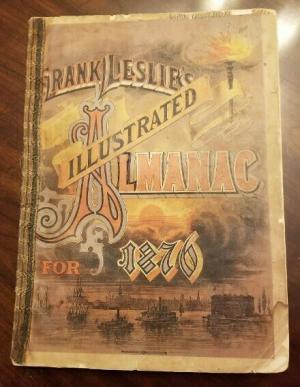 FRANK LESLIE'S
ILLUSTRATED
ALMANAC
FOR 1876